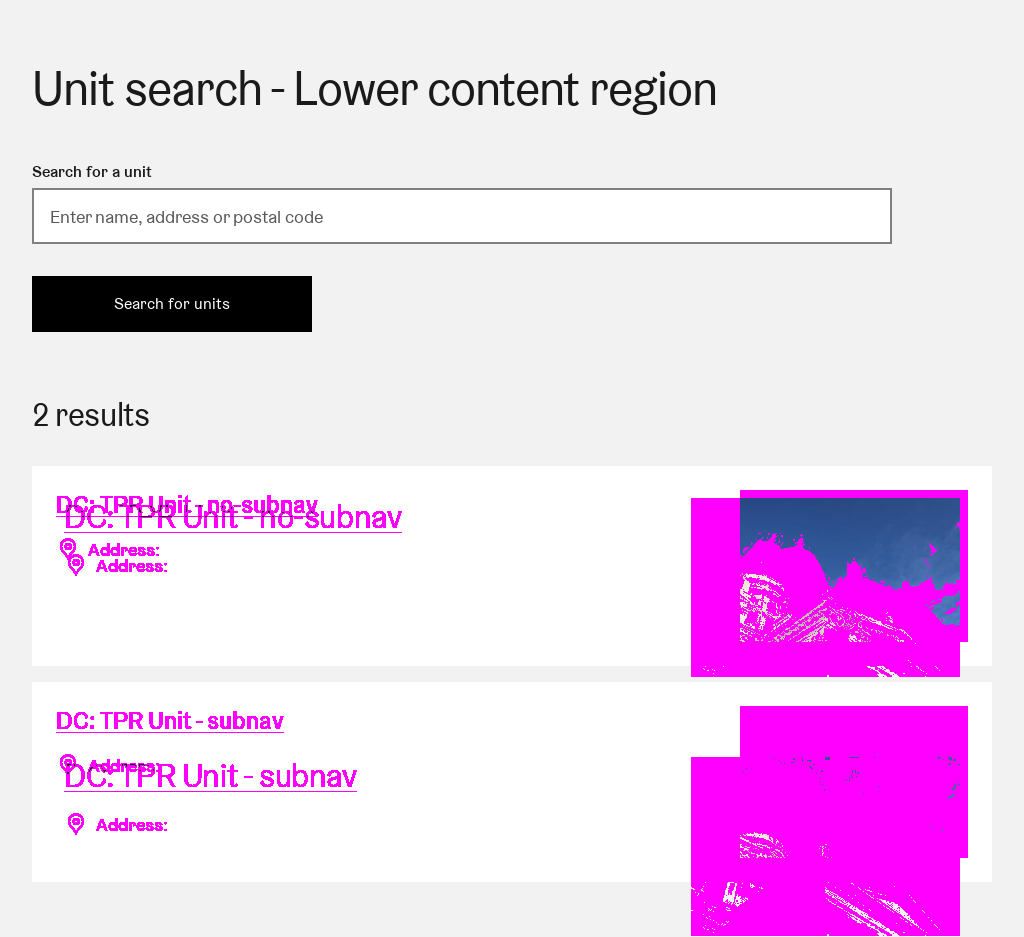 Unit search - Lower content region
Search for a unit
Enter name, address or postal code
Search for units
2 results
DC: TPR Unit - no-subnav
DC: TPR Unit - no-subnav
Address:
Address:
DC: TPR Unit - subnav
Address:
DC: TPR Unit - subnav
Address: